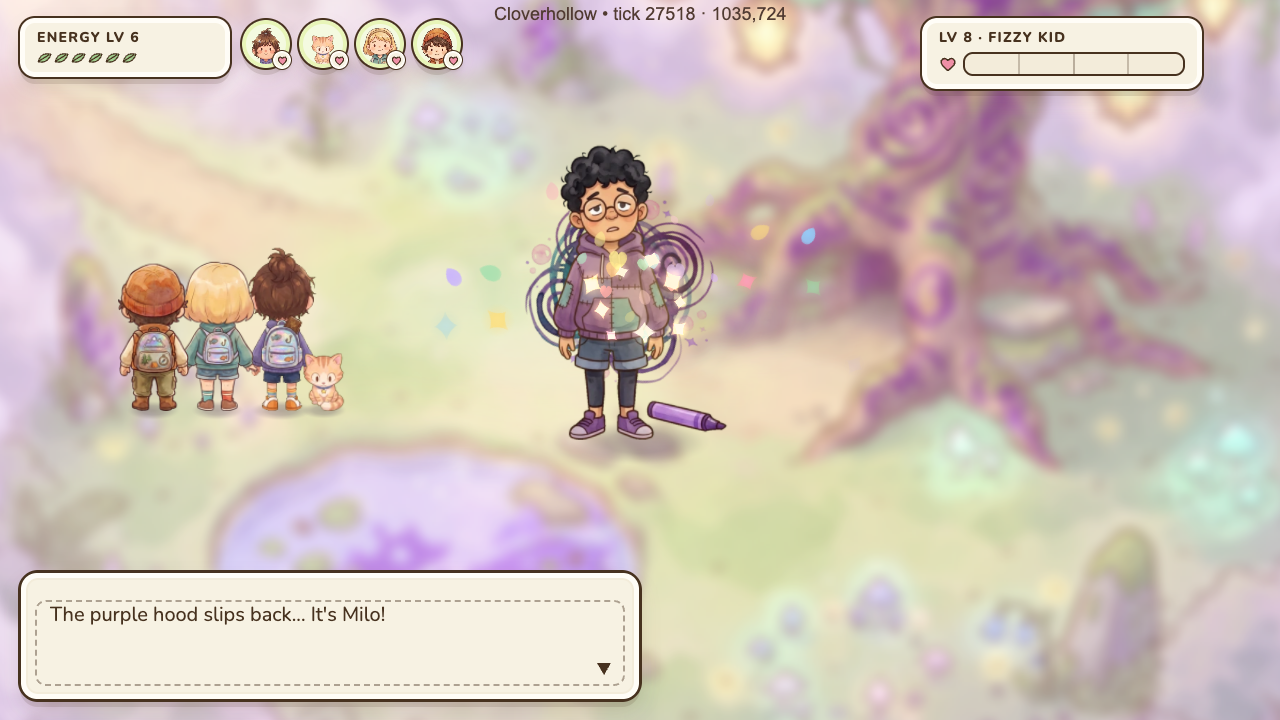 Cloverhollow • tick 27518 · 1035,724
ENERGY LV 6
LV 8 · FIZZY KID
The purple hood slips back... It's Milo!